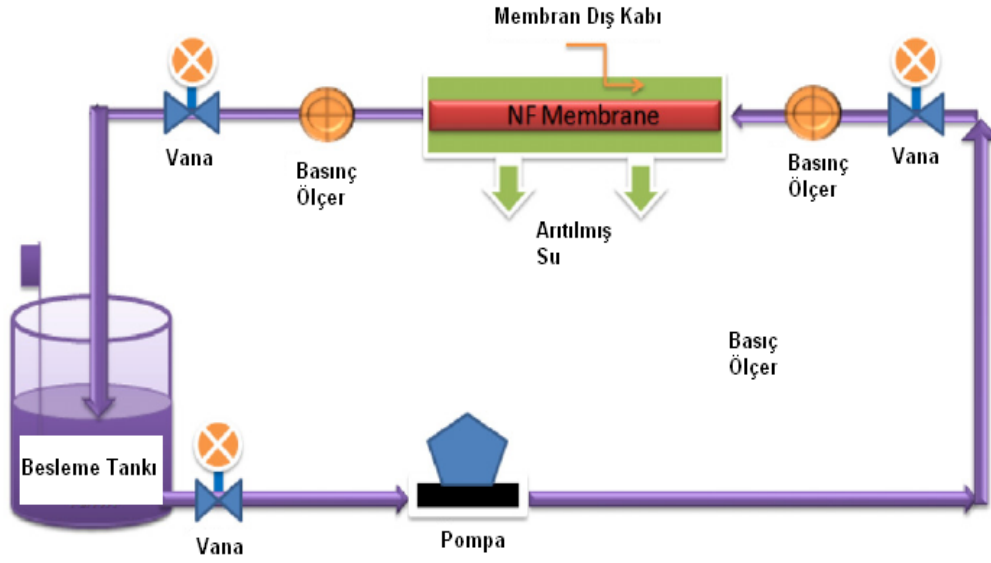 Membran Dış Kabı
NF Membrane
Vana
Basınç
Ölçer
Basınç
Ölçer
Vana
Arıtılmış
Su
Basıç
Ölçer
Besleme Tankı
Vana
Pompa